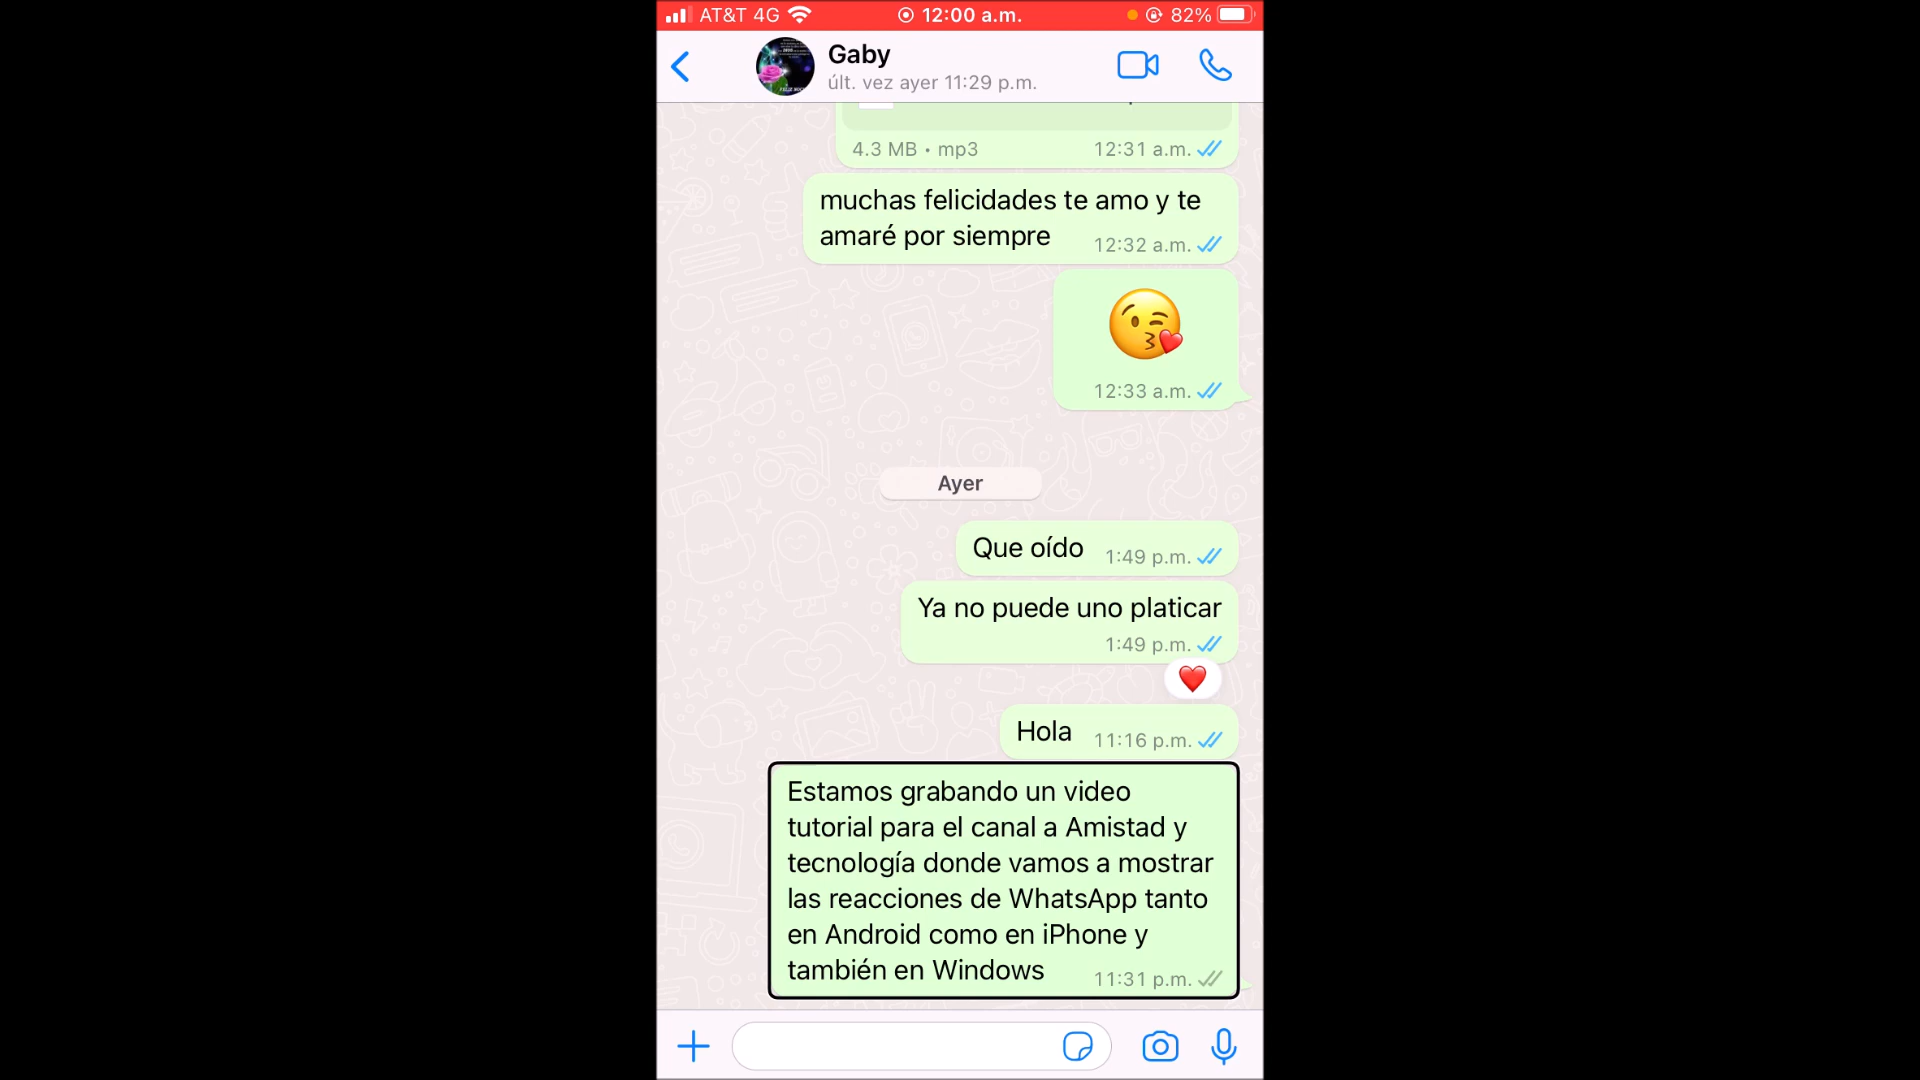 AT&T 4G 12:00 a.m. 82%
Gaby
últ. vez ayer 11:29 p.m.
4.3 MB • mp3 12:31 a.m.
muchas felicidades te amo y te
amaré por siempre 12:32 a.m.
12:33 a.m.
Ayer
Que oído 1:49 p.m.
Ya no puede uno platicar
1:49 p.m.
Hola 11:16 p.m.
Estamos grabando un video
tutorial para el canal a Amistad y
tecnología donde vamos a mostrar
las reacciones de WhatsApp tanto
en Android como en iPhone y
también en Windows 11:31 p.m.